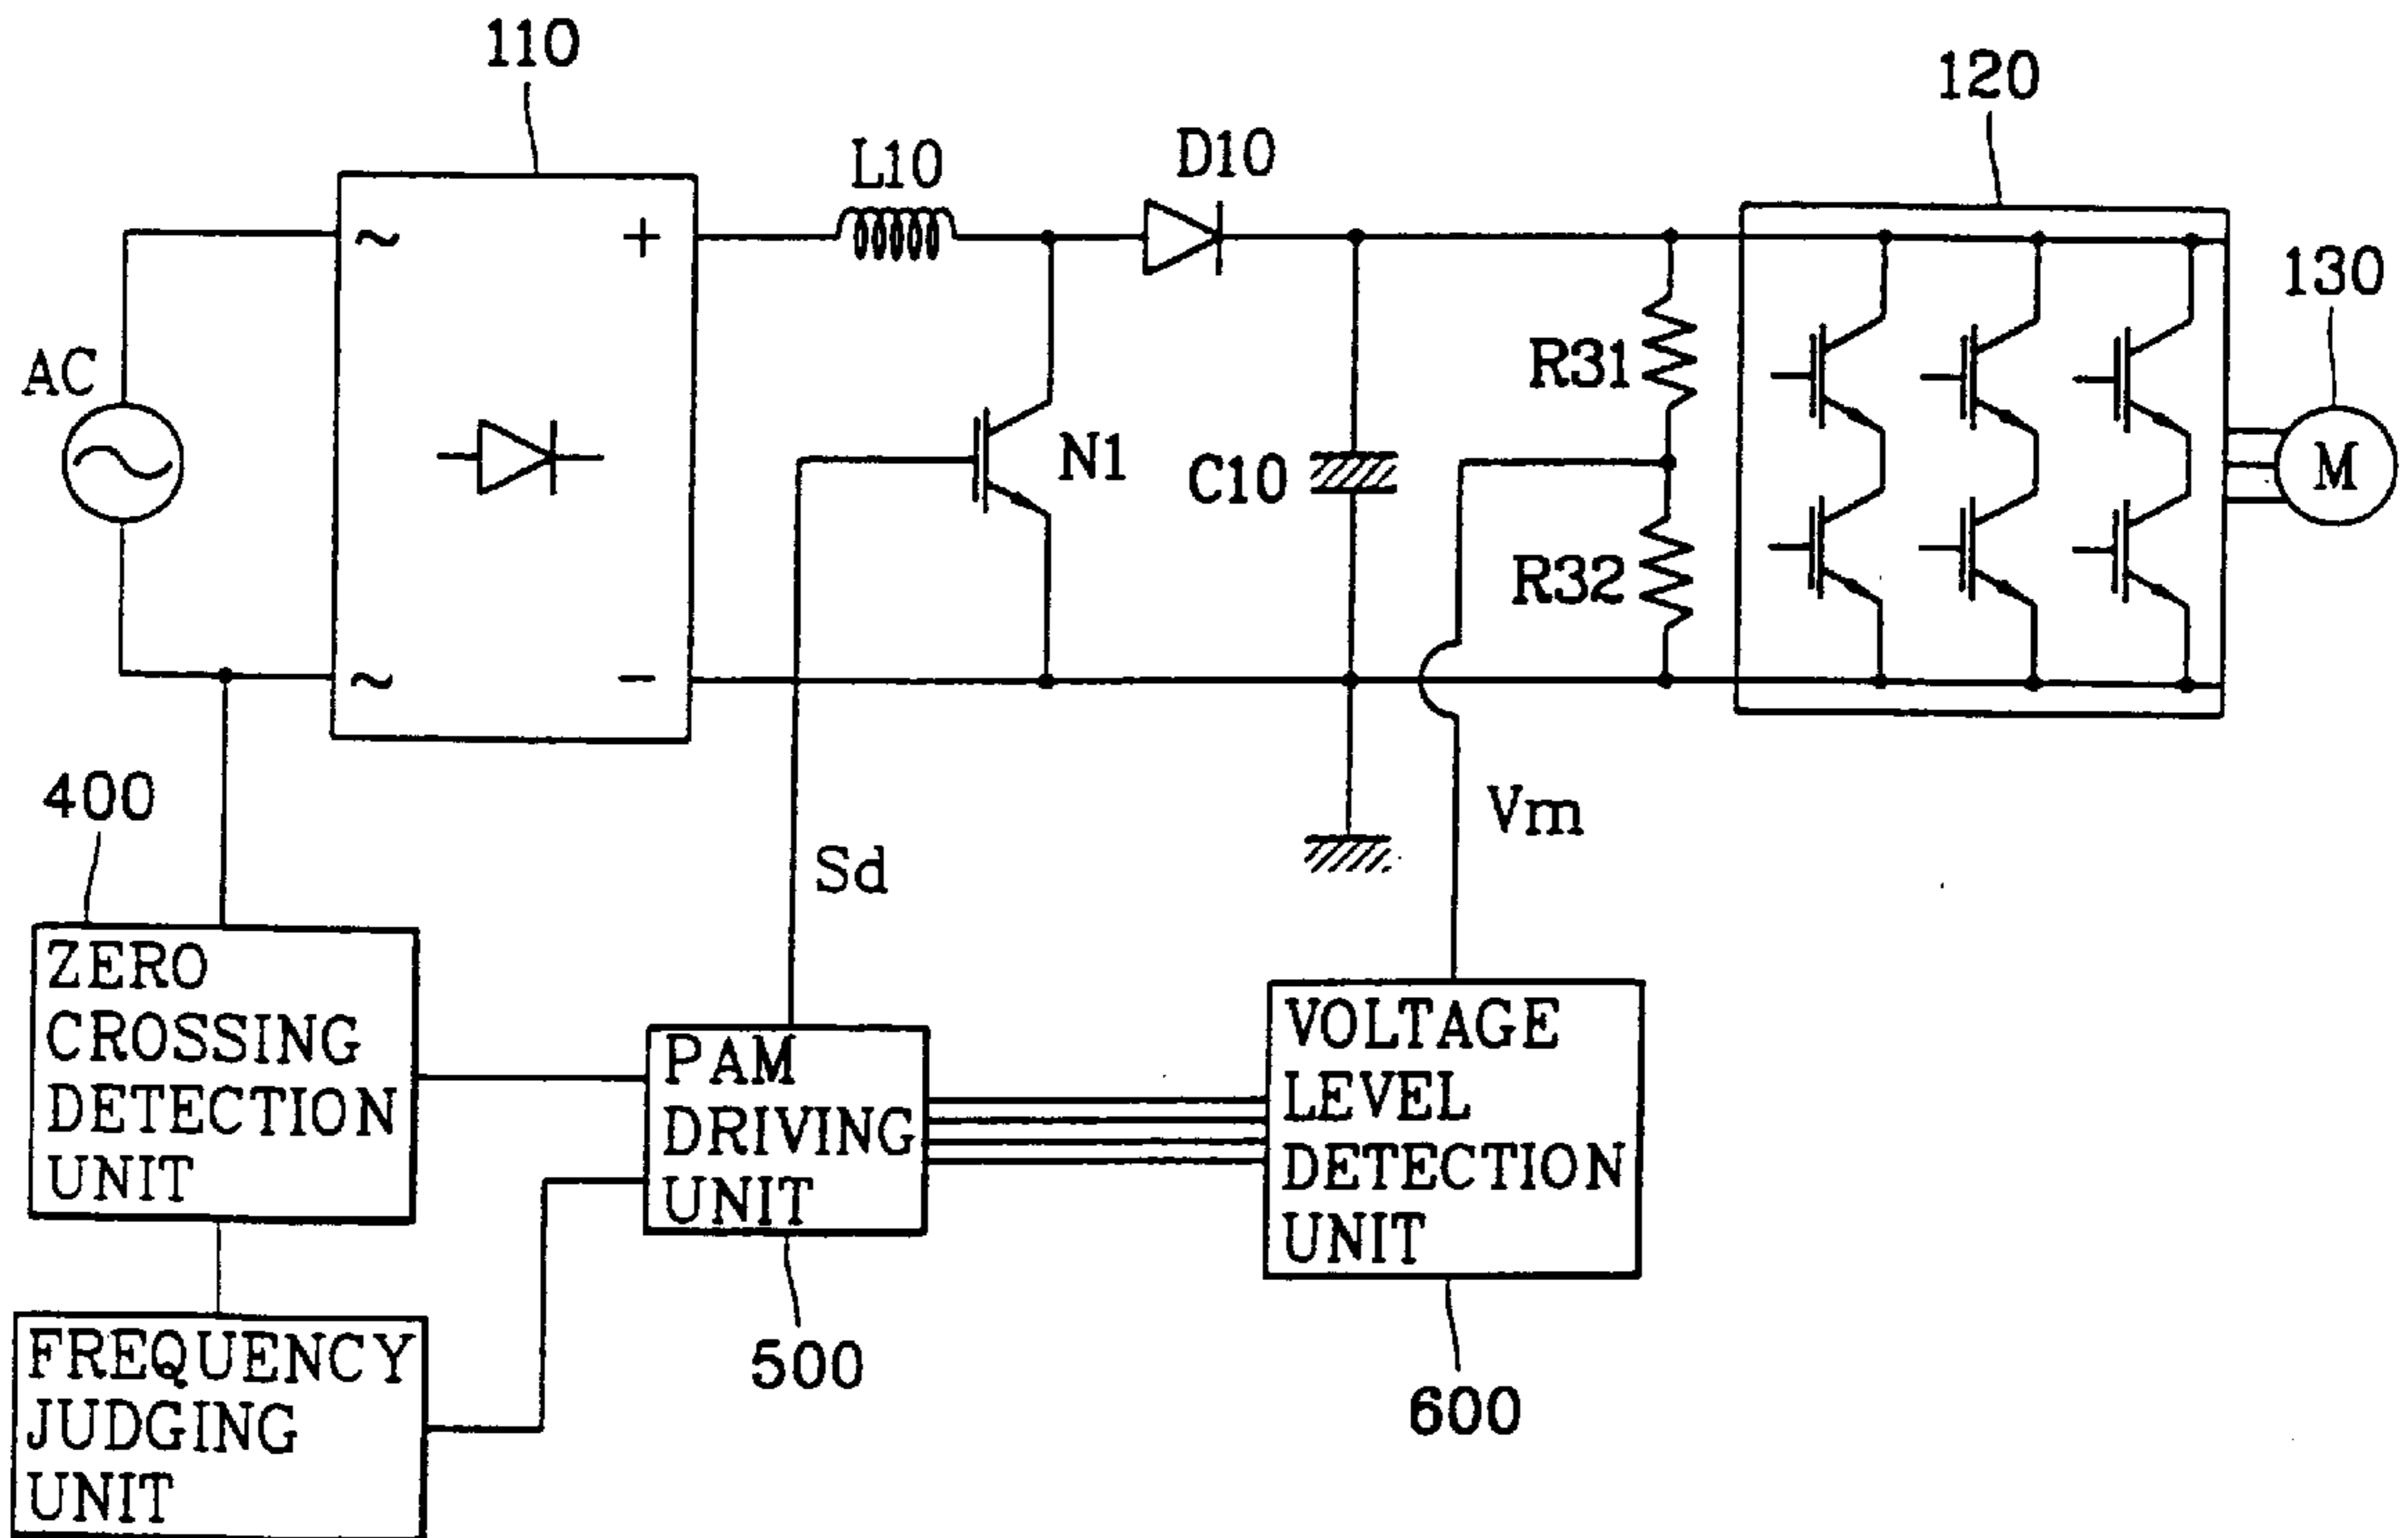 110
120
L10
D10
130
~
+
AC
R31
N1
C10
M
R32
~
−
400
Vm
Sd
ZERO
CROSSING
DETECTION
UNIT
PAM
DRIVING
UNIT
VOLTAGE
LEVEL
DETECTION
UNIT
500
600
FREQUENCY
JUDGING
UNIT